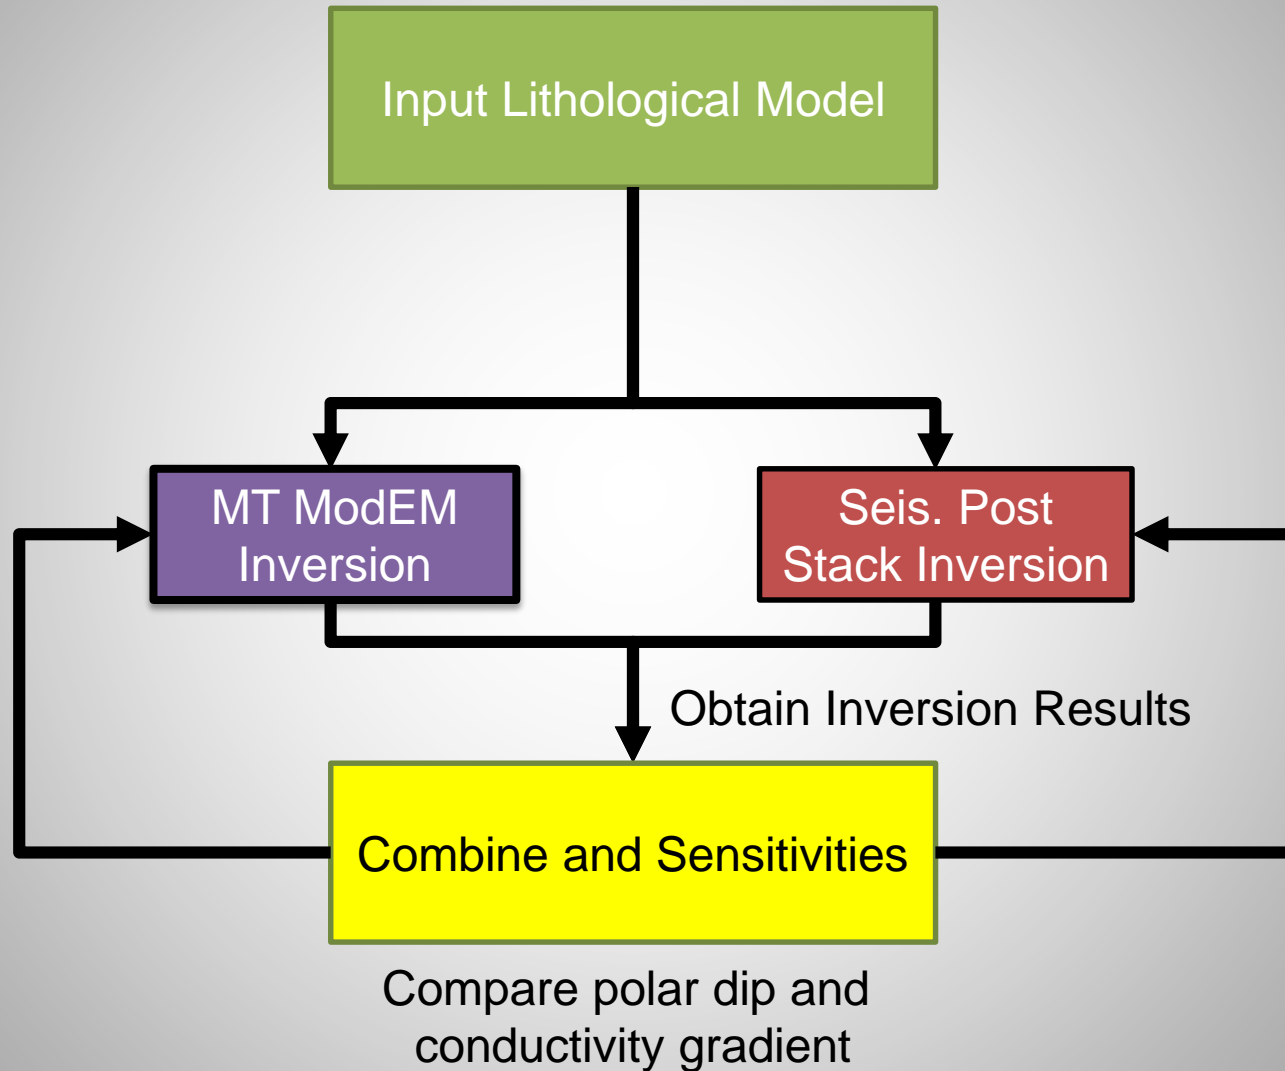 Input Lithological Model
MT ModEM
Inversion
Seis. Post
Stack Inversion
Obtain Inversion Results
Combine and Sensitivities
Compare polar dip and
conductivity gradient